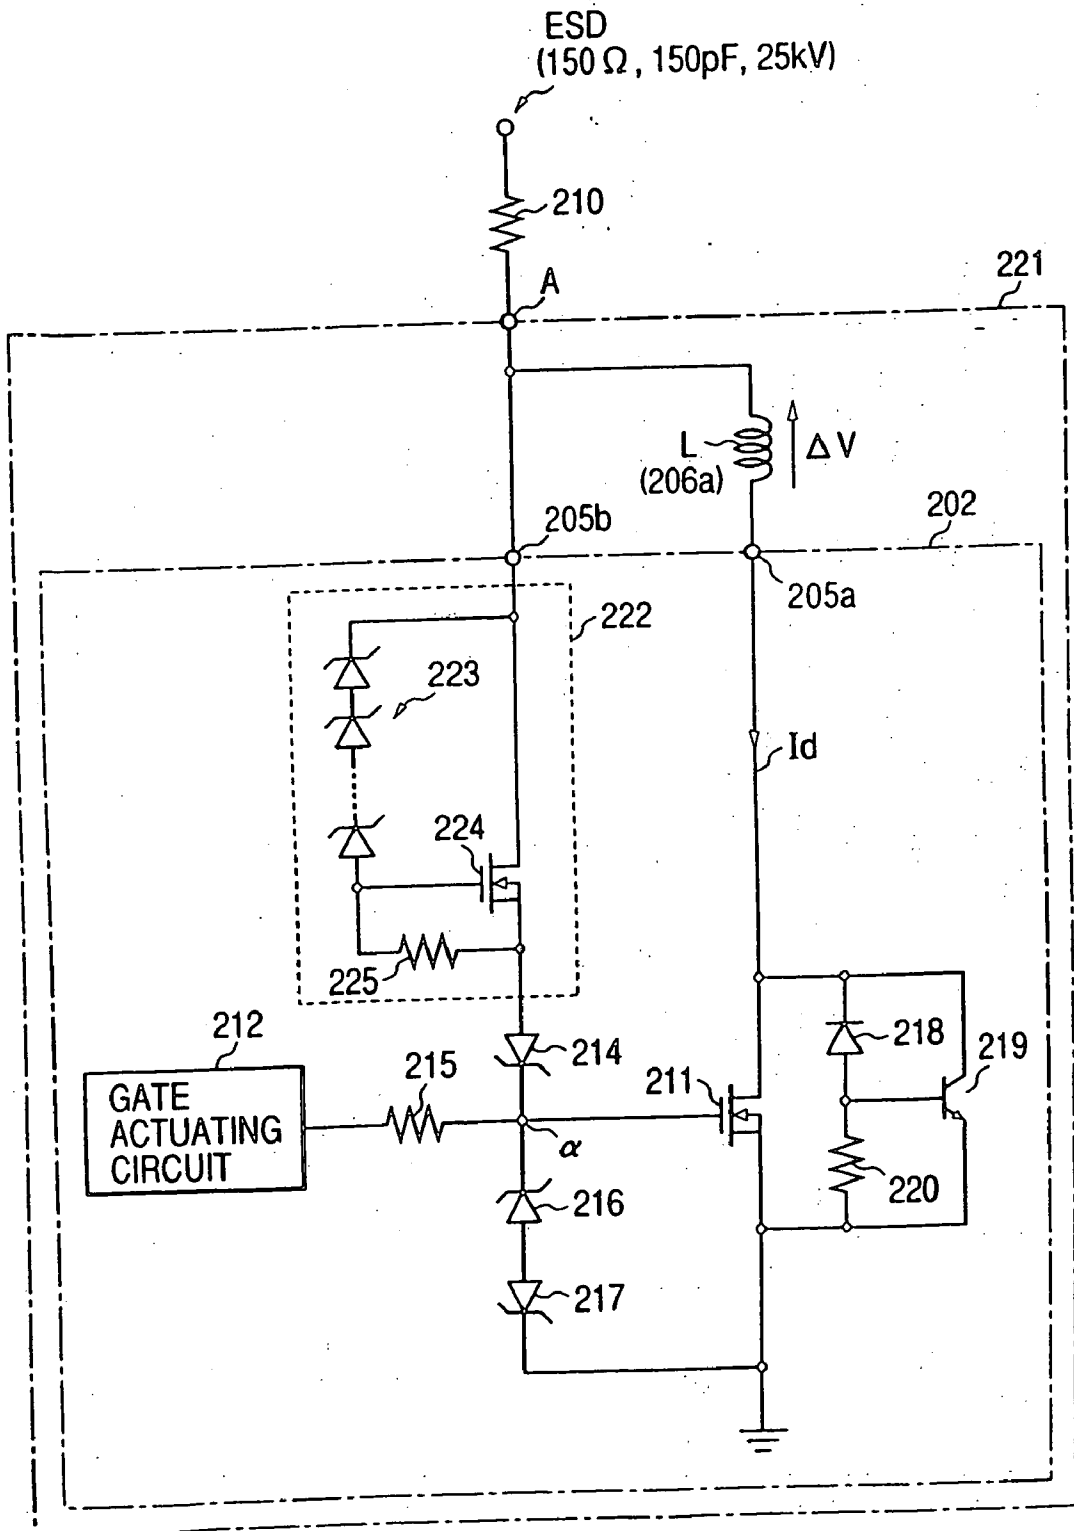 ESD
(150Ω, 150pF, 25kV)
210
A
221
L
(206a)
ΔV
205b
202
205a
222
223
Id
224
225
212
GATE
ACTUATING
CIRCUIT
215
214
α
211
218
219
220
216
217